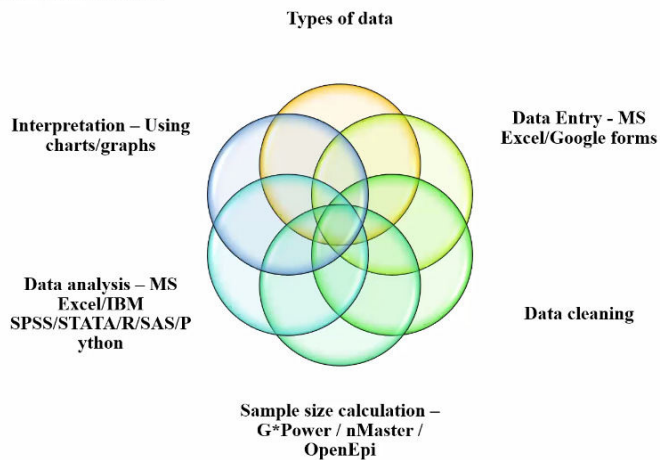 Types of data
Interpretation – Using
charts/graphs
Data Entry - MS
Excel/Google forms
Data analysis – MS
Excel/IBM
SPSS/STATA/R/SAS/P
ython
Data cleaning
Sample size calculation –
G*Power / nMaster /
OpenEpi